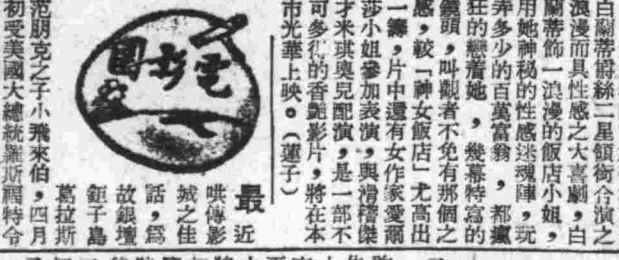 白蘭蒂爵絲二星領銜合演之
浪漫而具性感之大喜劇，白
蘭蒂飾一浪漫的飯店小姐，
用她神秘的性感迷魂陣，玩
弄多少的百萬富翁，都瘋
狂的戀着她，幾幕特寫的
鏡頭，叫觀者不免有那個之
感，較「神女飯店」尤高出
一籌，片中還有女作家愛爾
莎小姐參加表演，與滑稽傑
才米琪奧兒配演，是一部不
可多得的香艷影片，將在本
市光華上映。（蓮子）
電影圈
最近
哄傳影
城之佳
話，為
故銀壇
鉅子島
葛拉斯
范朋克之子小飛來伯，四月
初受美國大總統羅斯福特令